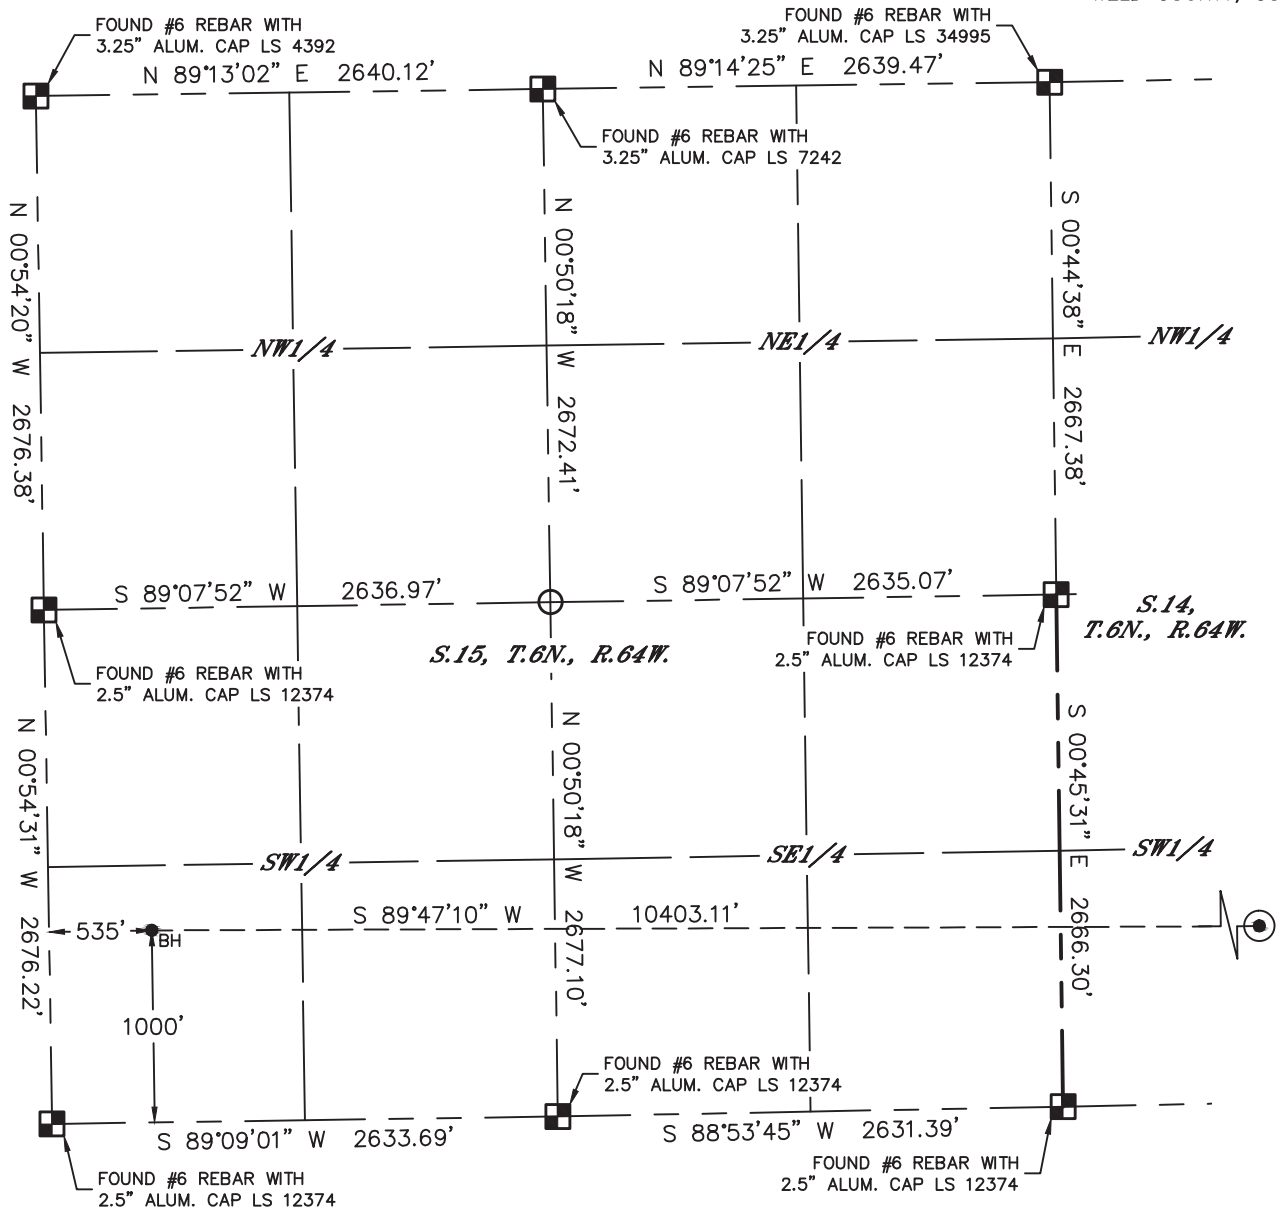 FOUND #6 REBAR WITH
3.25" ALUM. CAP LS 4392
N 89°13'02" E 2640.12'
FOUND #6 REBAR WITH
3.25" ALUM. CAP LS 34995
N 89°14'25" E 2639.47'
FOUND #6 REBAR WITH
3.25" ALUM. CAP LS 7242
N 00°54'20" W 2676.38'
N 00°50'18" W 2672.41'
S 00°44'38" E 2667.38'
NW1/4
NE1/4
NW1/4
S 89°07'52" W 2636.97'
S 89°07'52" W 2635.07'
S.14,
T.6N., R.64W.
S.15, T.6N., R.64W.
FOUND #6 REBAR WITH
2.5" ALUM. CAP LS 12374
FOUND #6 REBAR WITH
2.5" ALUM. CAP LS 12374
N 00°54'31" W 2676.22'
N 00°50'18" W 2677.10'
S 00°45'31" E 2666.30'
SW1/4
SE1/4
SW1/4
535'
BH
S 89°47'10" W 10403.11'
1000'
FOUND #6 REBAR WITH
2.5" ALUM. CAP LS 12374
S 89°09'01" W 2633.69'
S 88°53'45" W 2631.39'
FOUND #6 REBAR WITH
2.5" ALUM. CAP LS 12374
FOUND #6 REBAR WITH
2.5" ALUM. CAP LS 12374